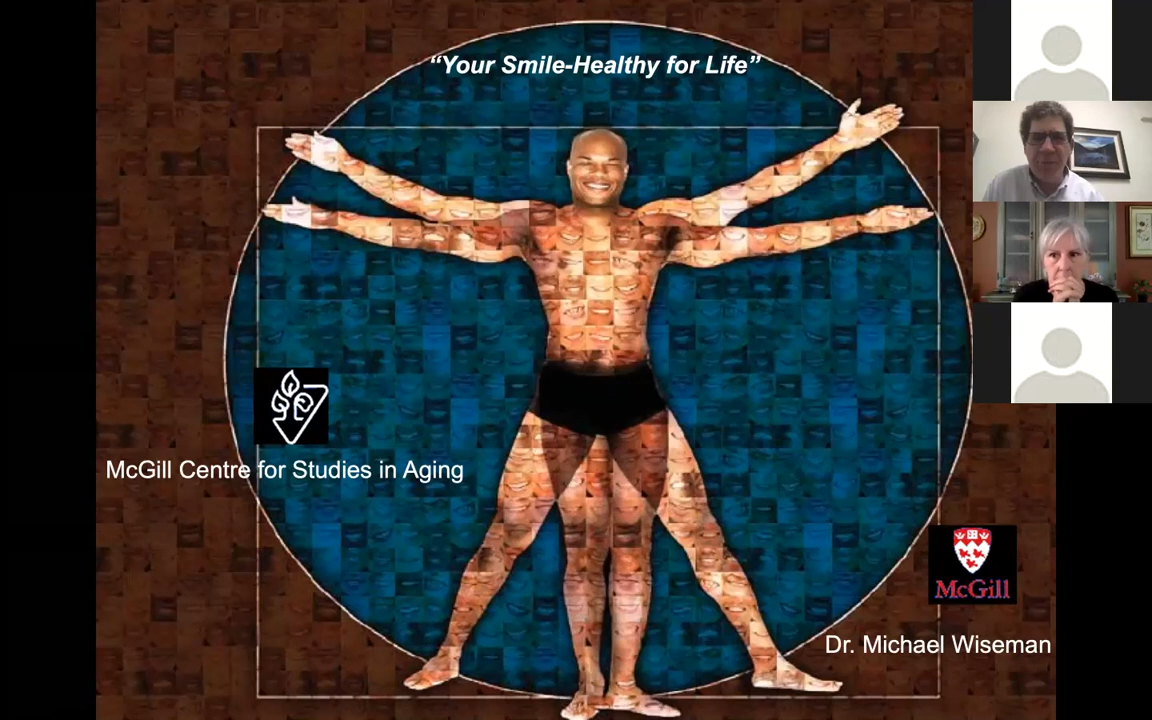 “Your Smile-Healthy for Life”
McGill Centre for Studies in Aging
McGill
Dr. Michael Wiseman